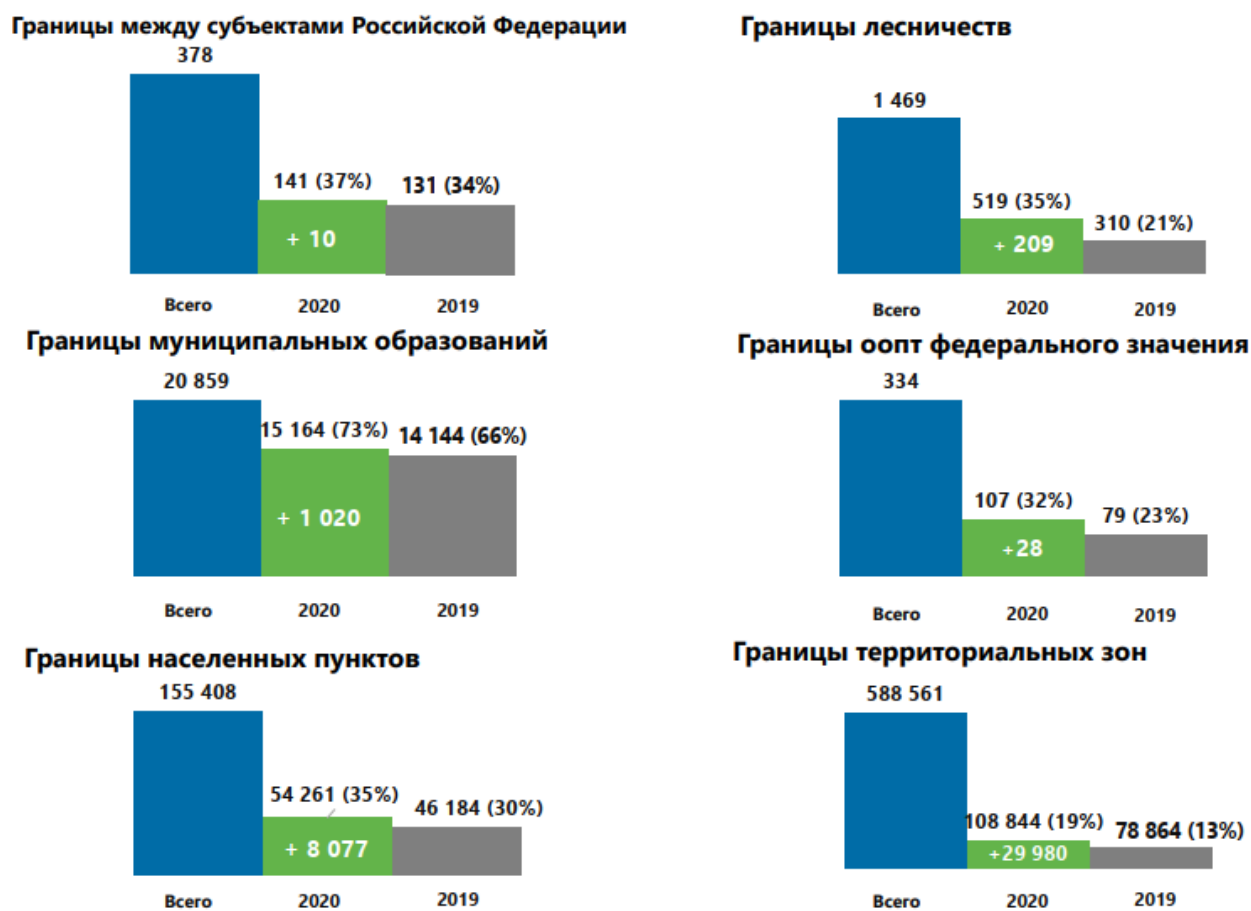 Границы между субъектами Российской Федерации
378
141 (37%)
131 (34%)
+ 10
Всего
2020
2019
Границы лесничеств
1 469
519 (35%)
310 (21%)
+ 209
Всего
2020
2019
Границы муниципальных образований
20 859
15 164 (73%)
14 144 (66%)
+ 1 020
Всего
2020
2019
Границы оопт федерального значения
334
107 (32%)
79 (23%)
+28
Всего
2020
2019
Границы населенных пунктов
155 408
54 261 (35%)
46 184 (30%)
+ 8 077
Всего
2020
2019
Границы территориальных зон
588 561
108 844 (19%)
78 864 (13%)
+29 980
Всего
2020
2019